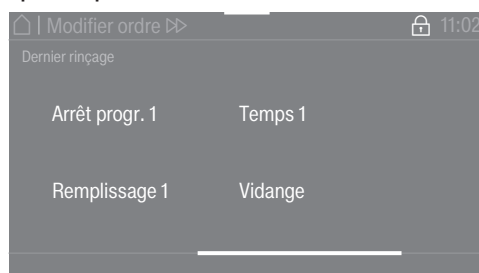 Modifier ordre 11:02
Dernier rinçage
Arrêt progr. 1 Temps 1
Remplissage 1 Vidange